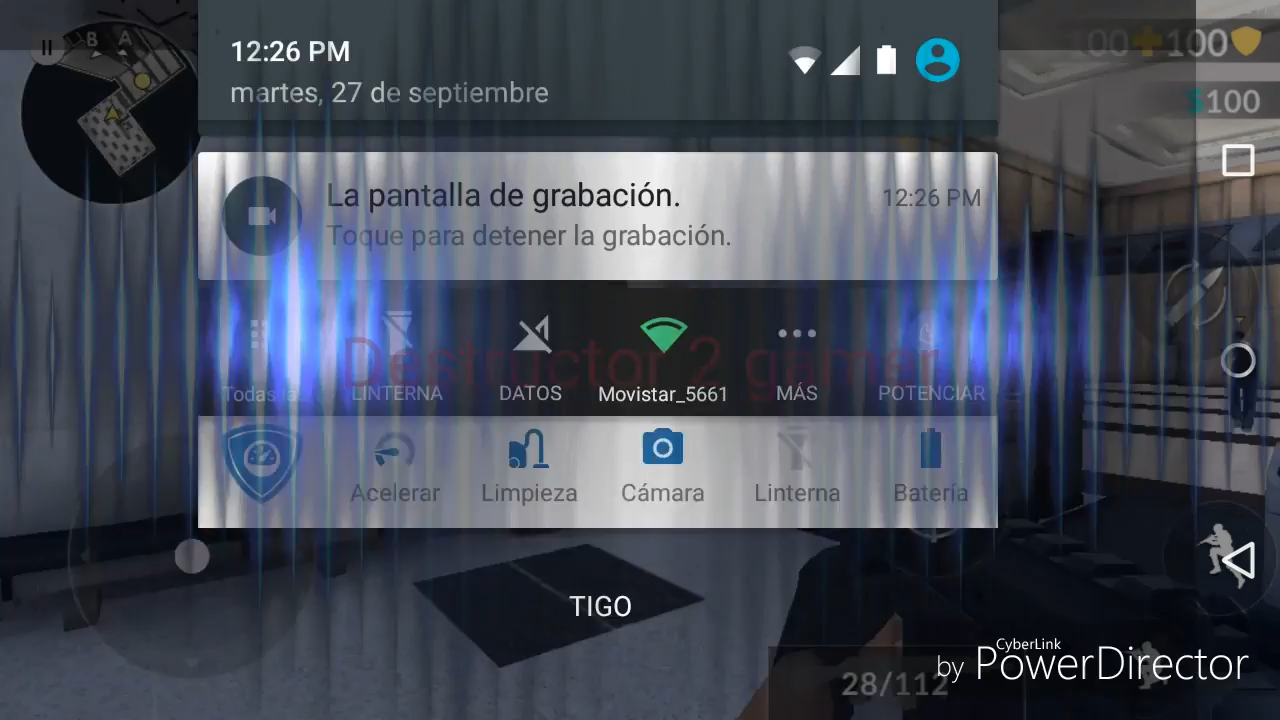 B A
12:26 PM
martes, 27 de septiembre
100 100
$100
La pantalla de grabación.
12:26 PM
Toque para detener la grabación.
Destructor 2 gamer
LINTERNA
DATOS
Movistar_5661
MÁS
POTENCIAR
Acelerar
Limpieza
Cámara
Linterna
Batería
TIGO
28/112
by CyberLink PowerDirector